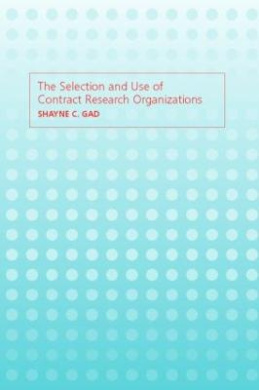 The Selection and Use of
Contract Research Organizations
SHAYNE C. GAD